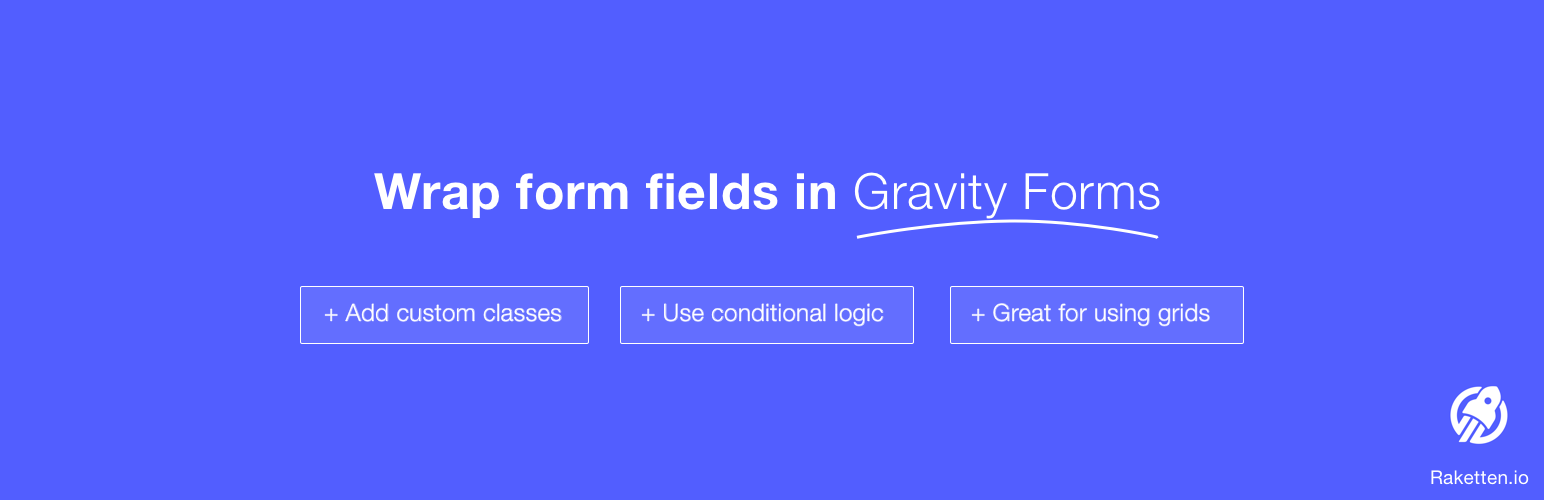 Wrap form fields in Gravity Forms
+ Add custom classes
+ Use conditional logic
+ Great for using grids
Raketten.io